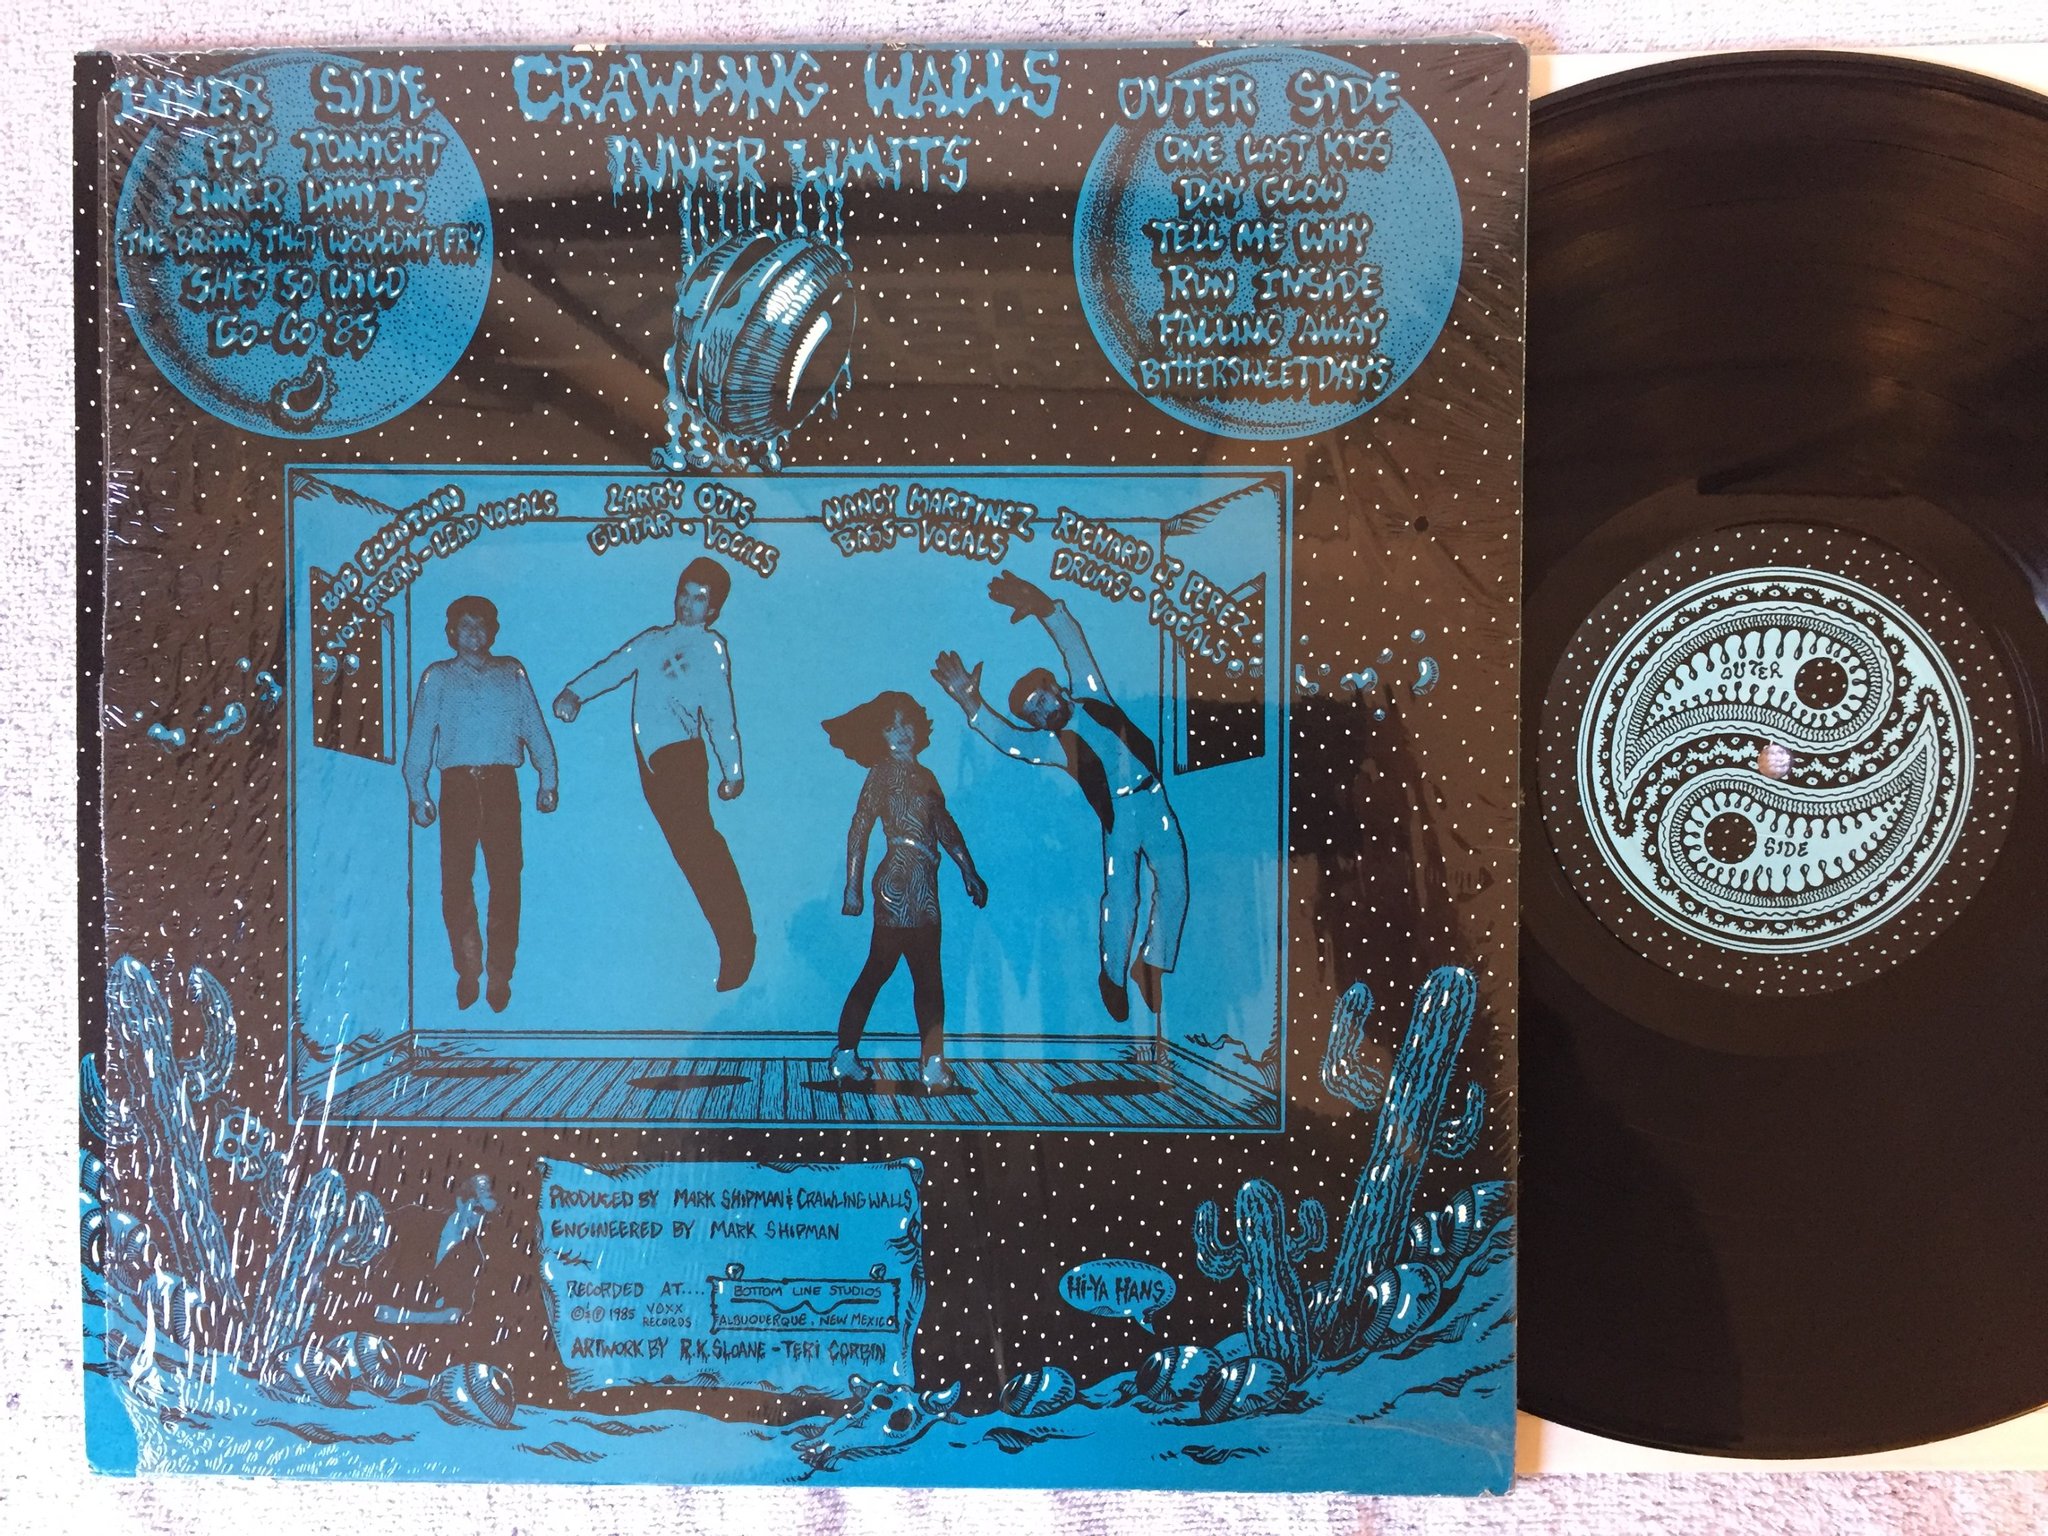 CRAWLING WALLS
INNER LIMITS
INNER SIDE
FLY TONIGHT
INNER LIMITS
THE BRAIN THAT WOULDN'T FRY
SHE'S SO WILD
GO-GO '85
OUTER SIDE
ONE LAST KISS
DAY GLOW
TELL ME WHY
RUN INSIDE
FALLING AWAY
BITTERSWEET DAYS
BOB FOUNTAIN
VOX ORGAN - LEAD VOCALS
LARRY OTIS
GUITAR - VOCALS
NANCY MARTINEZ
BASS - VOCALS
RICHARD J. PEREZ
DRUMS - VOCALS
PRODUCED BY MARK SHIPMAN & CRAWLING WALLS
ENGINEERED BY MARK SHIPMAN
RECORDED AT....
BOTTOM LINE STUDIOS
ALBUQUERQUE, NEW MEXICO
© & ℗ 1985 VOXX
RECORDS
ARTWORK BY R.K. SLOANE - TERI CORBIN
HI-YA HANS
OUTER
SIDE